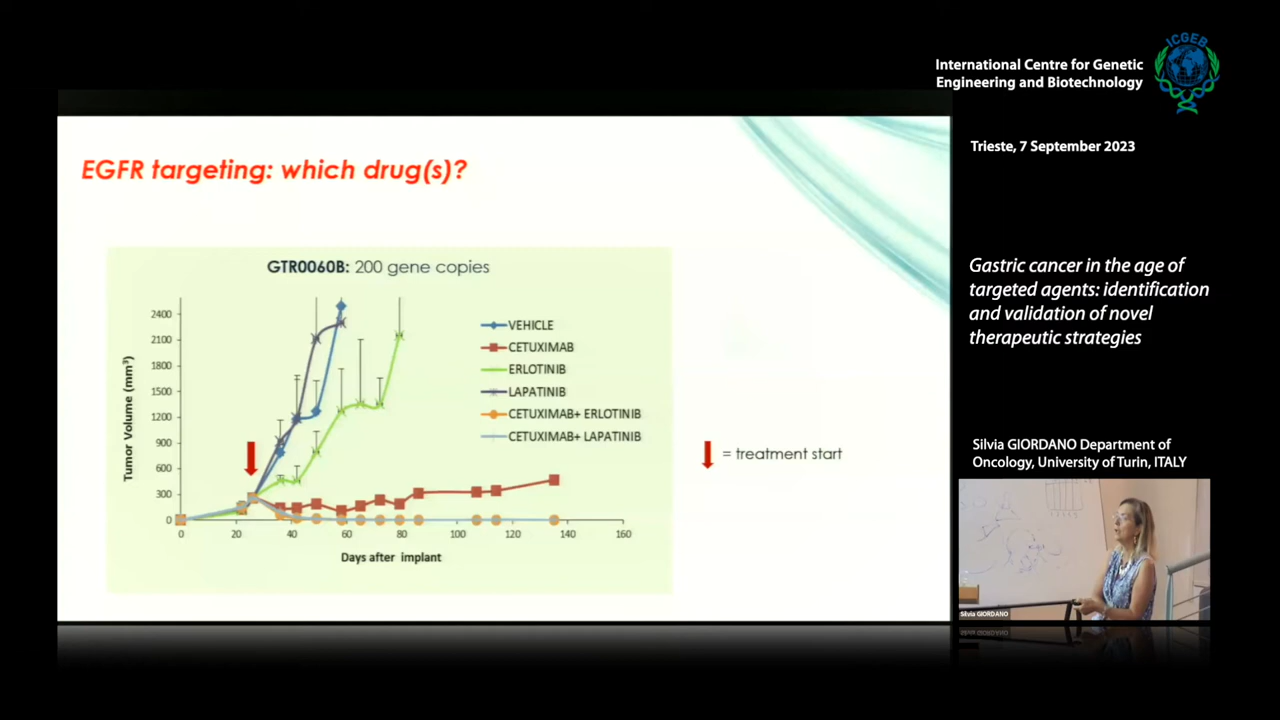 ICGEB
International Centre for Genetic
Engineering and Biotechnology
Trieste, 7 September 2023
EGFR targeting: which drug(s)?
GTR0060B: 200 gene copies
Tumor Volume (mm³)
2400
2100
1800
1500
1200
900
600
300
0
0
20
40
60
80
100
120
140
160
Days after implant
VEHICLE
CETUXIMAB
ERLOTINIB
LAPATINIB
CETUXIMAB+ ERLOTINIB
CETUXIMAB+ LAPATINIB
= treatment start
Gastric cancer in the age of
targeted agents: identification
and validation of novel
therapeutic strategies
Silvia GIORDANO Department of
Oncology, University of Turin, ITALY
Silvia GIORDANO